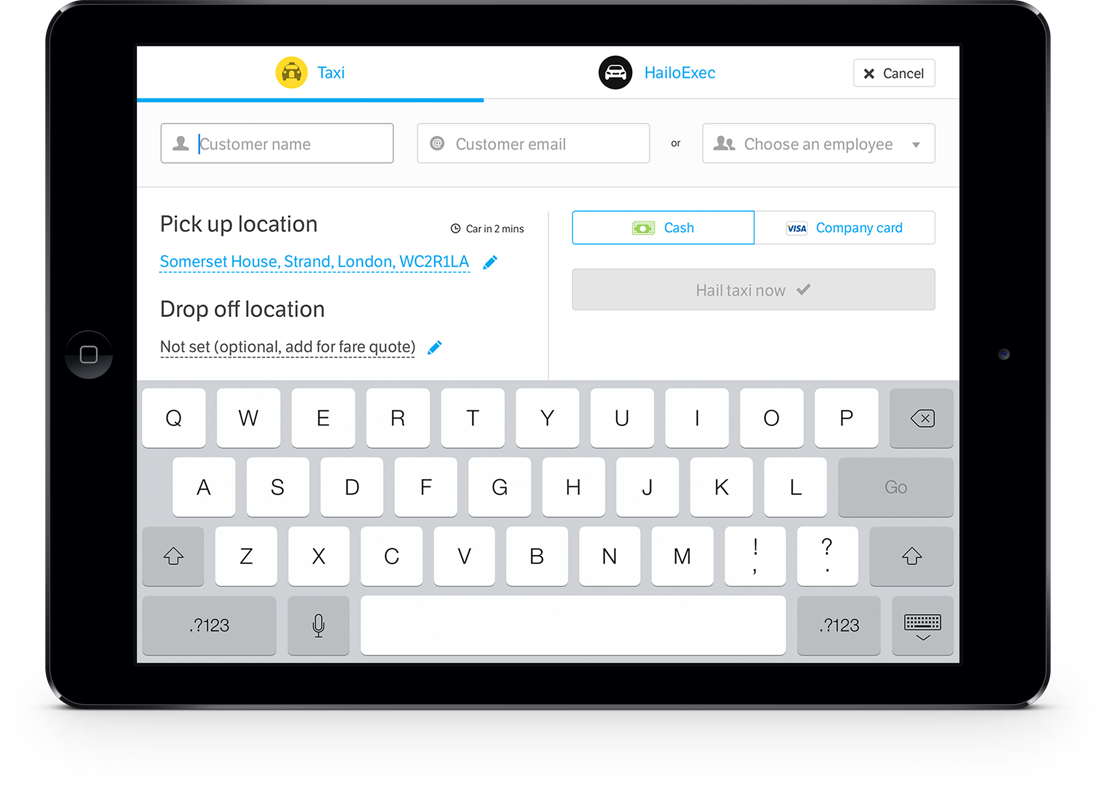 Taxi
HailoExec
Cancel
Customer name
@ Customer email
or
Choose an employee
Pick up location
Car in 2 mins
Somerset House, Strand, London, WC2R1LA
Drop off location
Not set (optional, add for fare quote)
Cash
VISA Company card
Hail taxi now
Q W E R T Y U I O P
A S D F G H J K L Go
Z X C V B N M ! , ? .
.?123 .?123